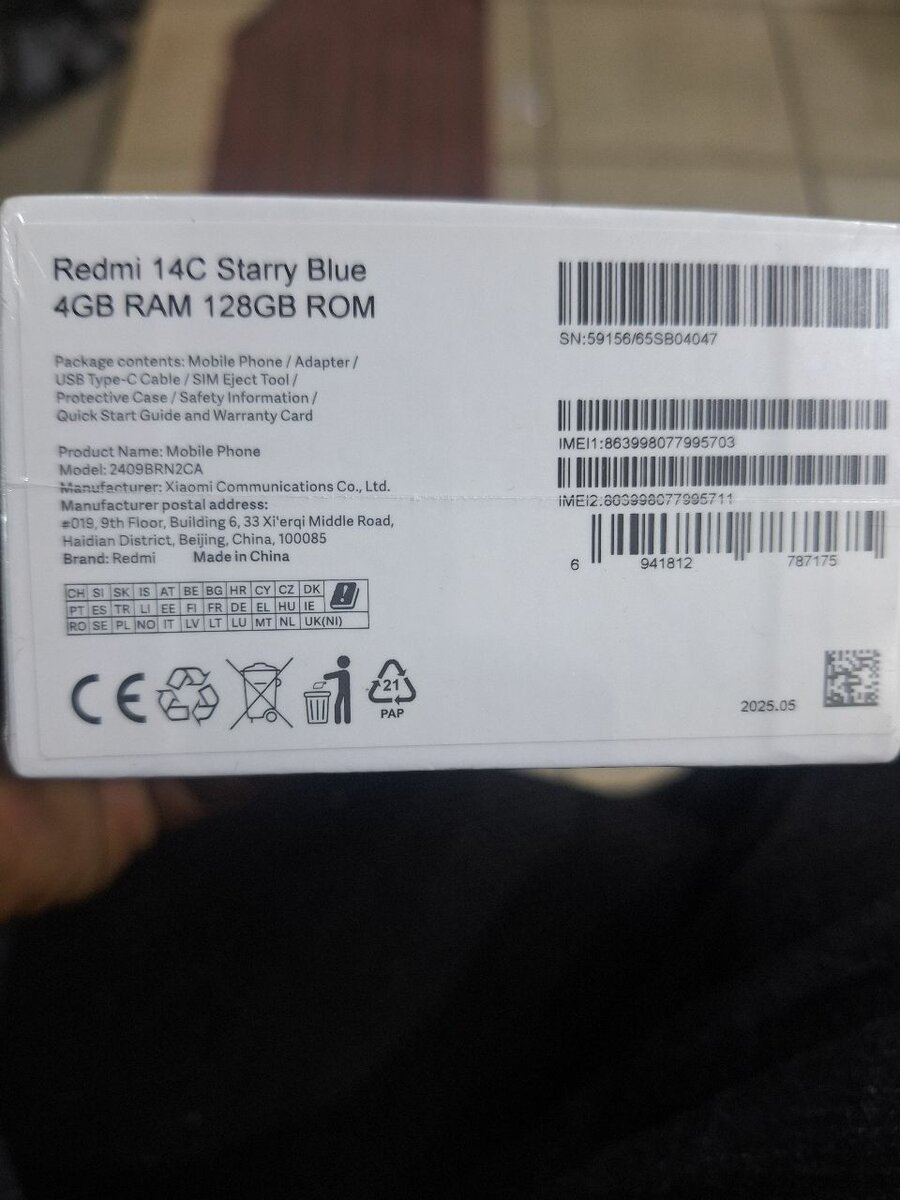 Redmi 14C Starry Blue
4GB RAM 128GB ROM
Package contents: Mobile Phone / Adapter /
USB Type-C Cable / SIM Eject Tool /
Protective Case / Safety Information /
Quick Start Guide and Warranty Card
Product Name: Mobile Phone
Model: 2409BRN2CA
Manufacturer: Xiaomi Communications Co., Ltd.
Manufacturer postal address:
#019, 9th Floor, Building 6, 33 Xi'erqi Middle Road,
Haidian District, Beijing, China, 100085
Brand: Redmi Made in China
CH SI SK IS AT BE BG HR CY CZ DK
PT ES TR LI EE FI FR DE EL HU IE
RO SE PL NO IT LV LT LU MT NL UK(NI)
CE
21
PAP
SN:59156/65SB04047
IMEI1:863998077995703
IMEI2:863998077995711
6 941812 787175
2025.05